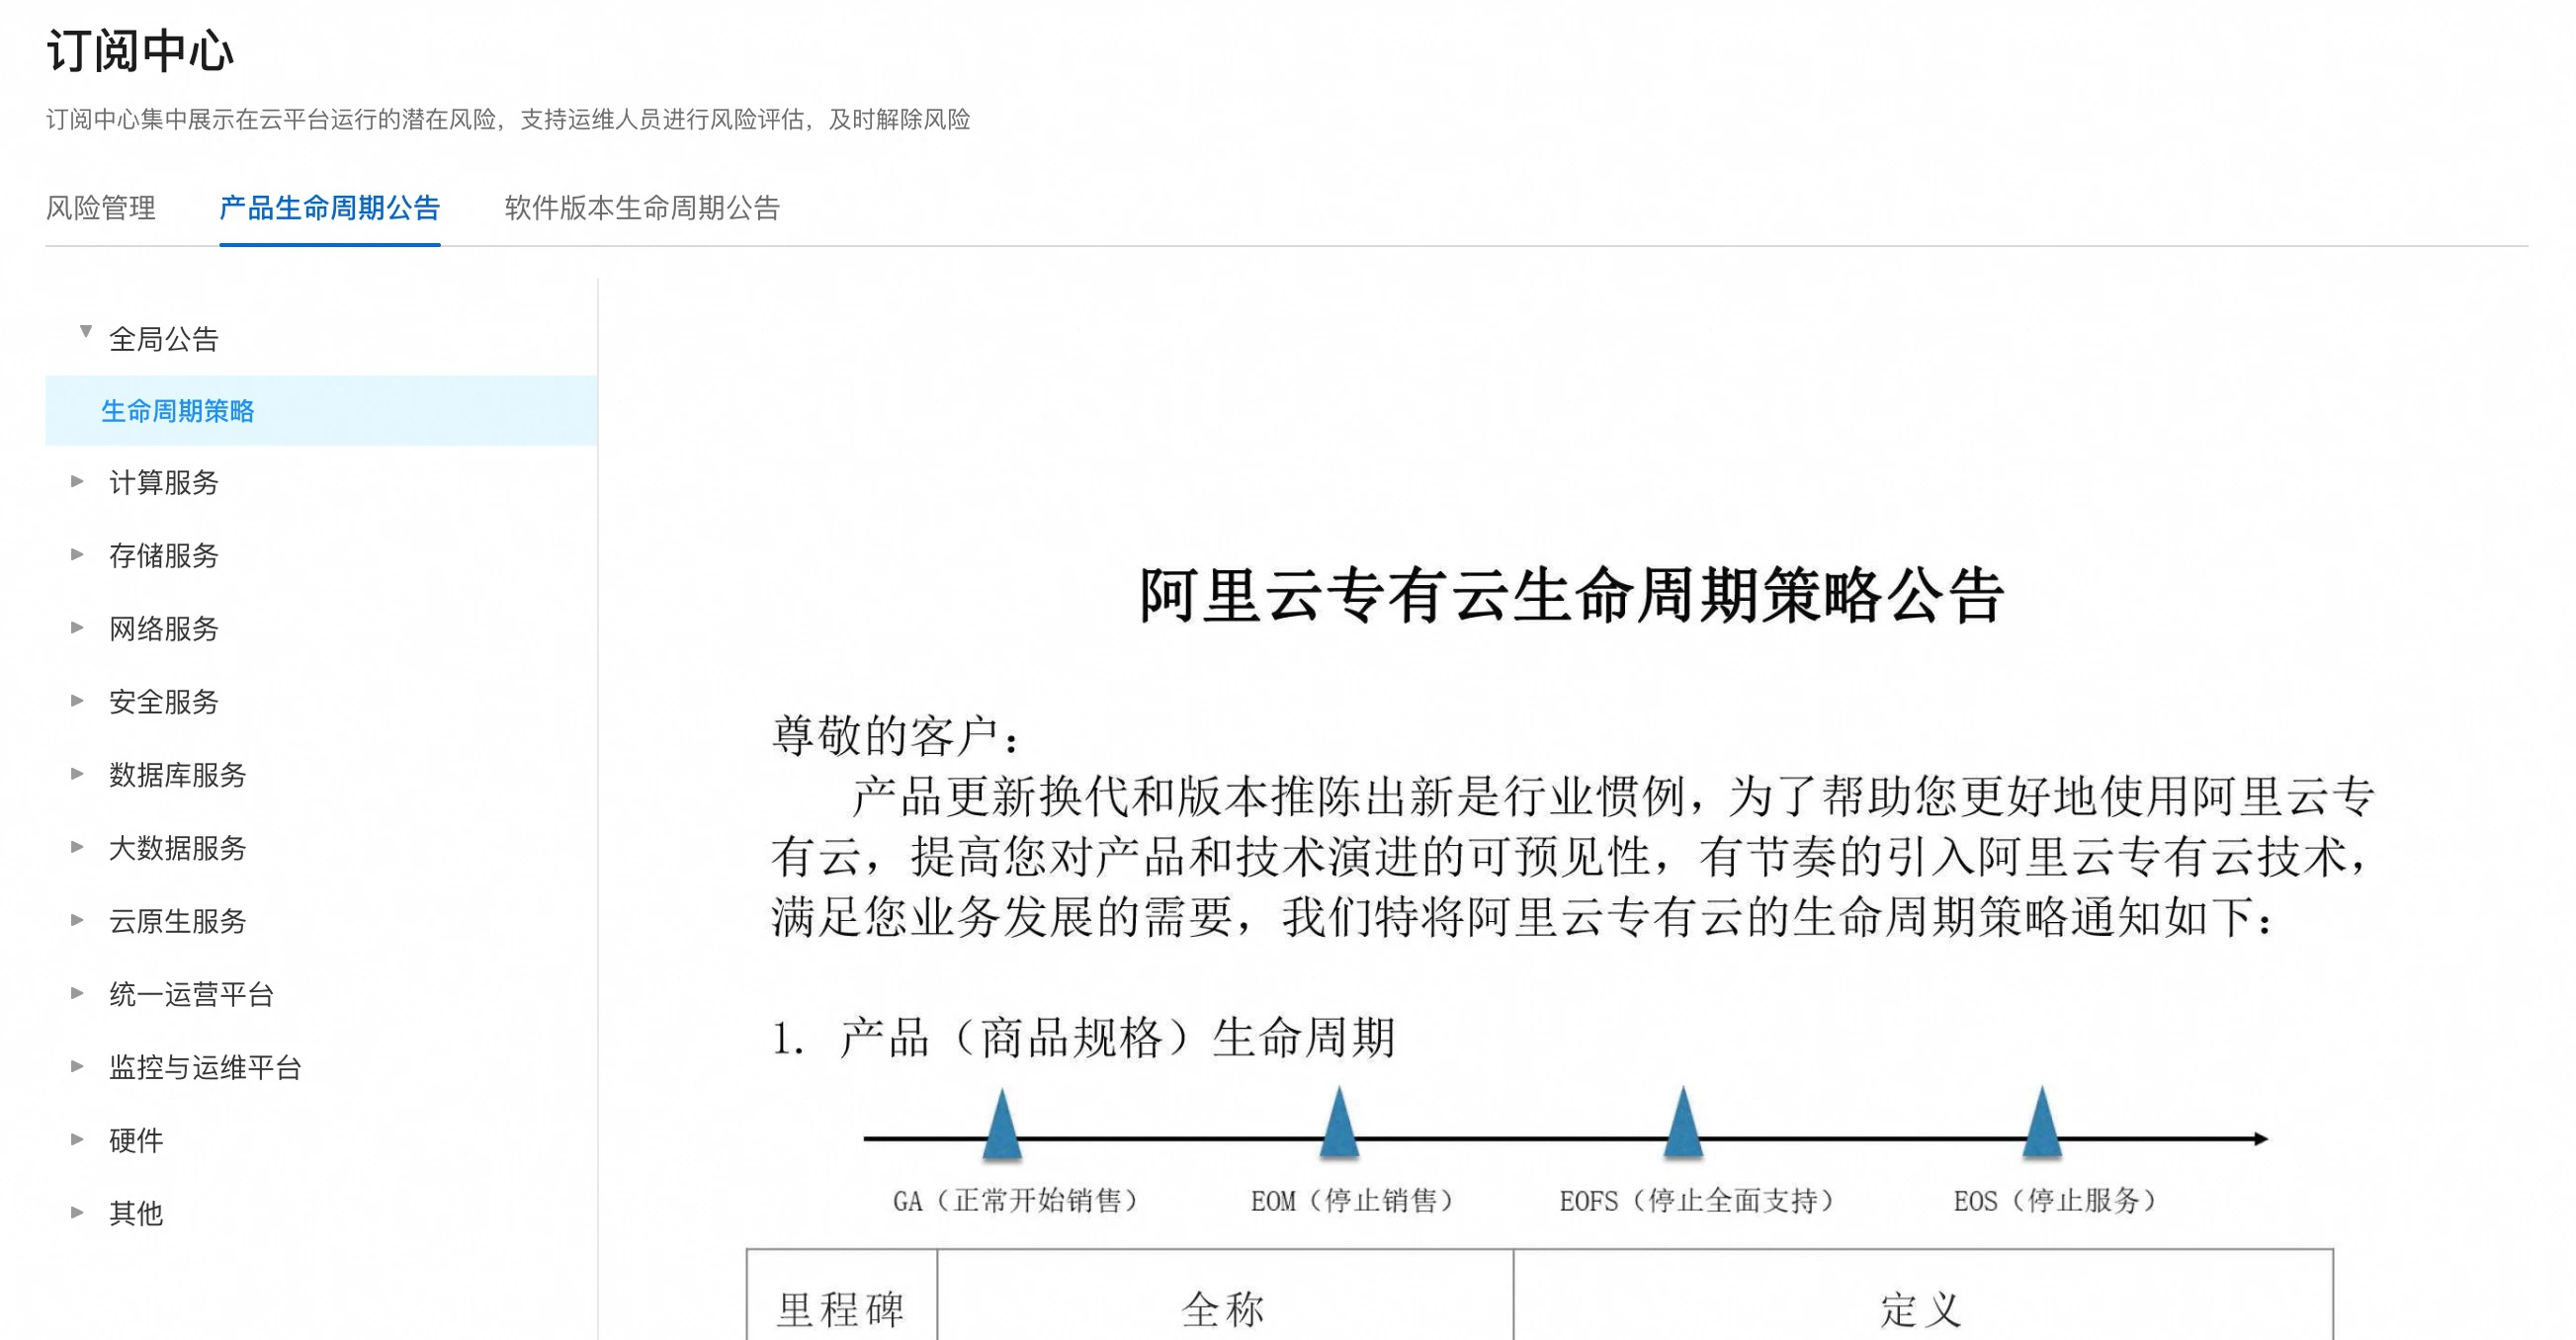 订阅中心
订阅中心集中展示在云平台运行的潜在风险，支持运维人员进行风险评估，及时解除风险
风险管理
产品生命周期公告
软件版本生命周期公告
全局公告
生命周期策略
计算服务
存储服务
网络服务
安全服务
数据库服务
大数据服务
云原生服务
统一运营平台
监控与运维平台
硬件
其他
阿里云专有云生命周期策略公告
尊敬的客户：
产品更新换代和版本推陈出新是行业惯例，为了帮助您更好地使用阿里云专
有云，提高您对产品和技术演进的可预见性，有节奏的引入阿里云专有云技术，
满足您业务发展的需要，我们特将阿里云专有云的生命周期策略通知如下：
1. 产品（商品规格）生命周期
GA（正常开始销售）
EOM（停止销售）
EOFS（停止全面支持）
EOS（停止服务）
里程碑
全称
定义